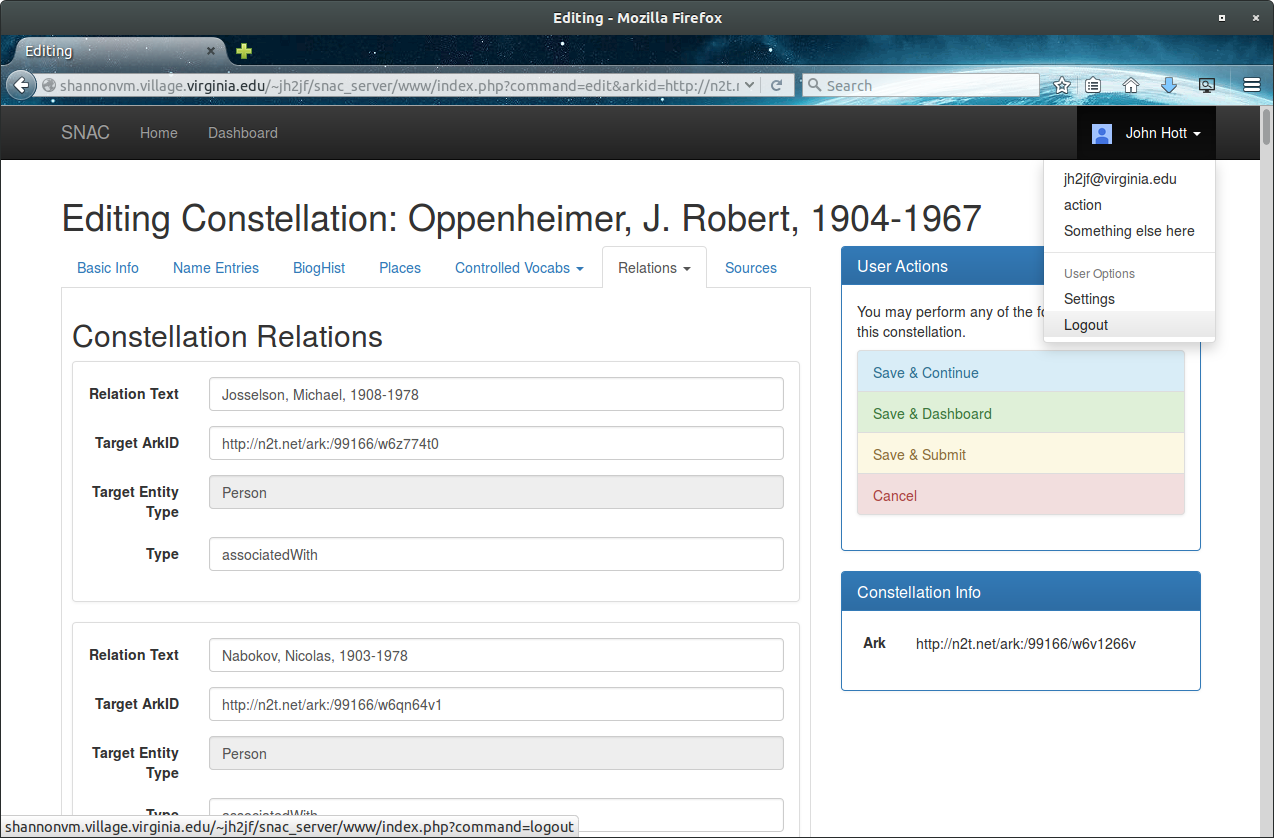 Editing - Mozilla Firefox
Editing
shannonvm.village.virginia.edu/~jh2jf/snac_server/www/index.php?command=edit&arkid=http://n2t.r
Search
SNAC Home Dashboard John Hott
jh2jf@virginia.edu
action
Something else here
User Options
Settings
Logout
Editing Constellation: Oppenheimer, J. Robert, 1904-1967
Basic Info Name Entries BiogHist Places Controlled Vocabs Relations Sources
Constellation Relations
Relation Text Josselson, Michael, 1908-1978
Target ArkID http://n2t.net/ark:/99166/w6z774t0
Target Entity Type Person
Type associatedWith
Relation Text Nabokov, Nicolas, 1903-1978
Target ArkID http://n2t.net/ark:/99166/w6qn64v1
Target Entity Type Person
Type associatedWith
User Actions
You may perform any of the fo
this constellation.
Save & Continue
Save & Dashboard
Save & Submit
Cancel
Constellation Info
Ark http://n2t.net/ark:/99166/w6v1266v
shannonvm.village.virginia.edu/~jh2jf/snac_server/www/index.php?command=logout